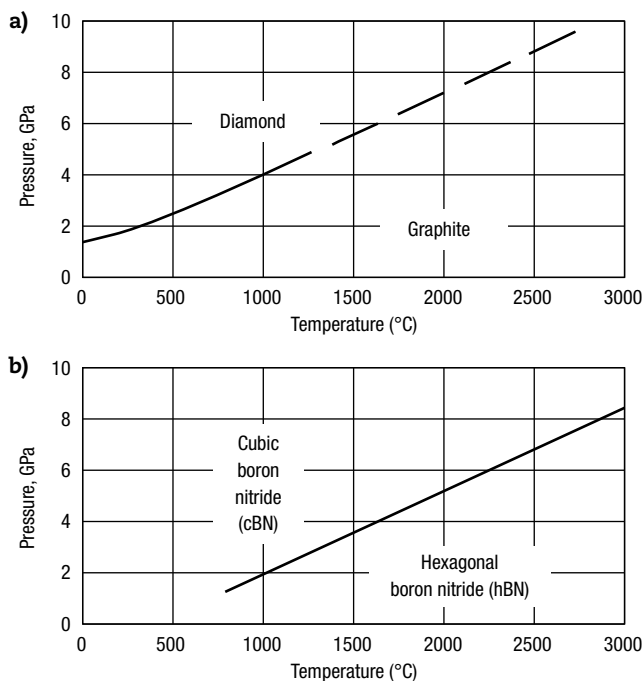 a)
10
8
6
4
2
0
Pressure, GPa
Diamond
Graphite
0 500 1000 1500 2000 2500 3000
Temperature (°C)
b)
10
8
6
4
2
0
Pressure, GPa
Cubic
boron
nitride
(cBN)
Hexagonal
boron nitride (hBN)
0 500 1000 1500 2000 2500 3000
Temperature (°C)